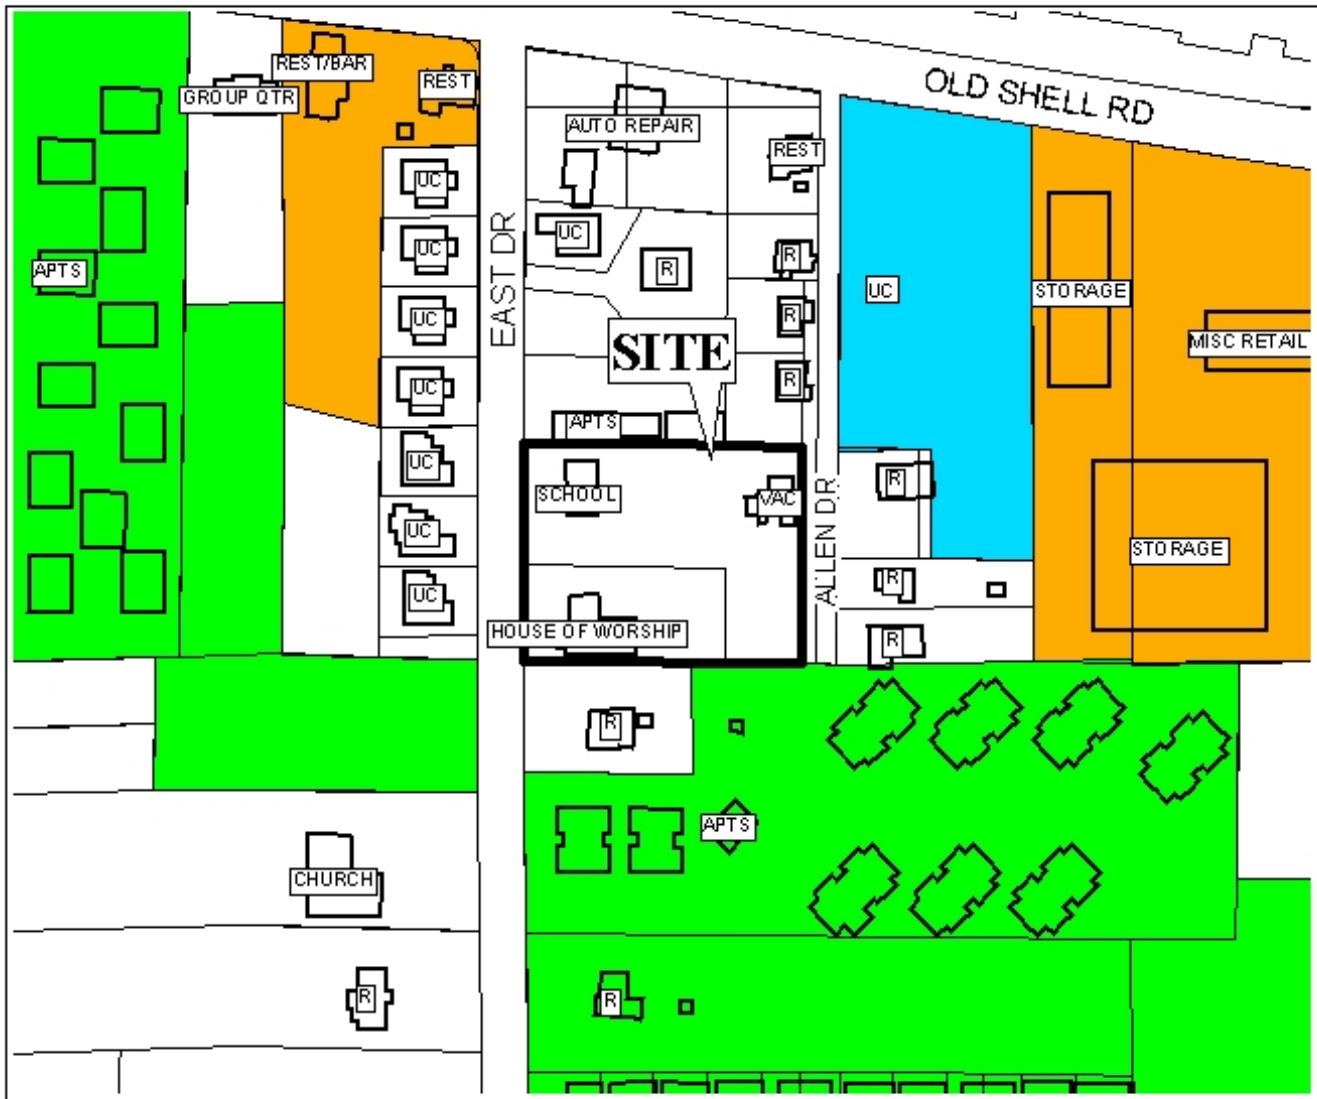 REST/BAR
REST
GROUP QTR
OLD SHELL RD
AUTO REPAIR
REST
UC
UC
EAST DR
UC
R
R
APTS
UC
STORAGE
UC
R
MISC RETAIL
SITE
UC
R
APTS
UC
SCHOOL
VAC
R
ALLEN DR
UC
STORAGE
UC
R
HOUSE OF WORSHIP
R
R
APTS
CHURCH
R
R